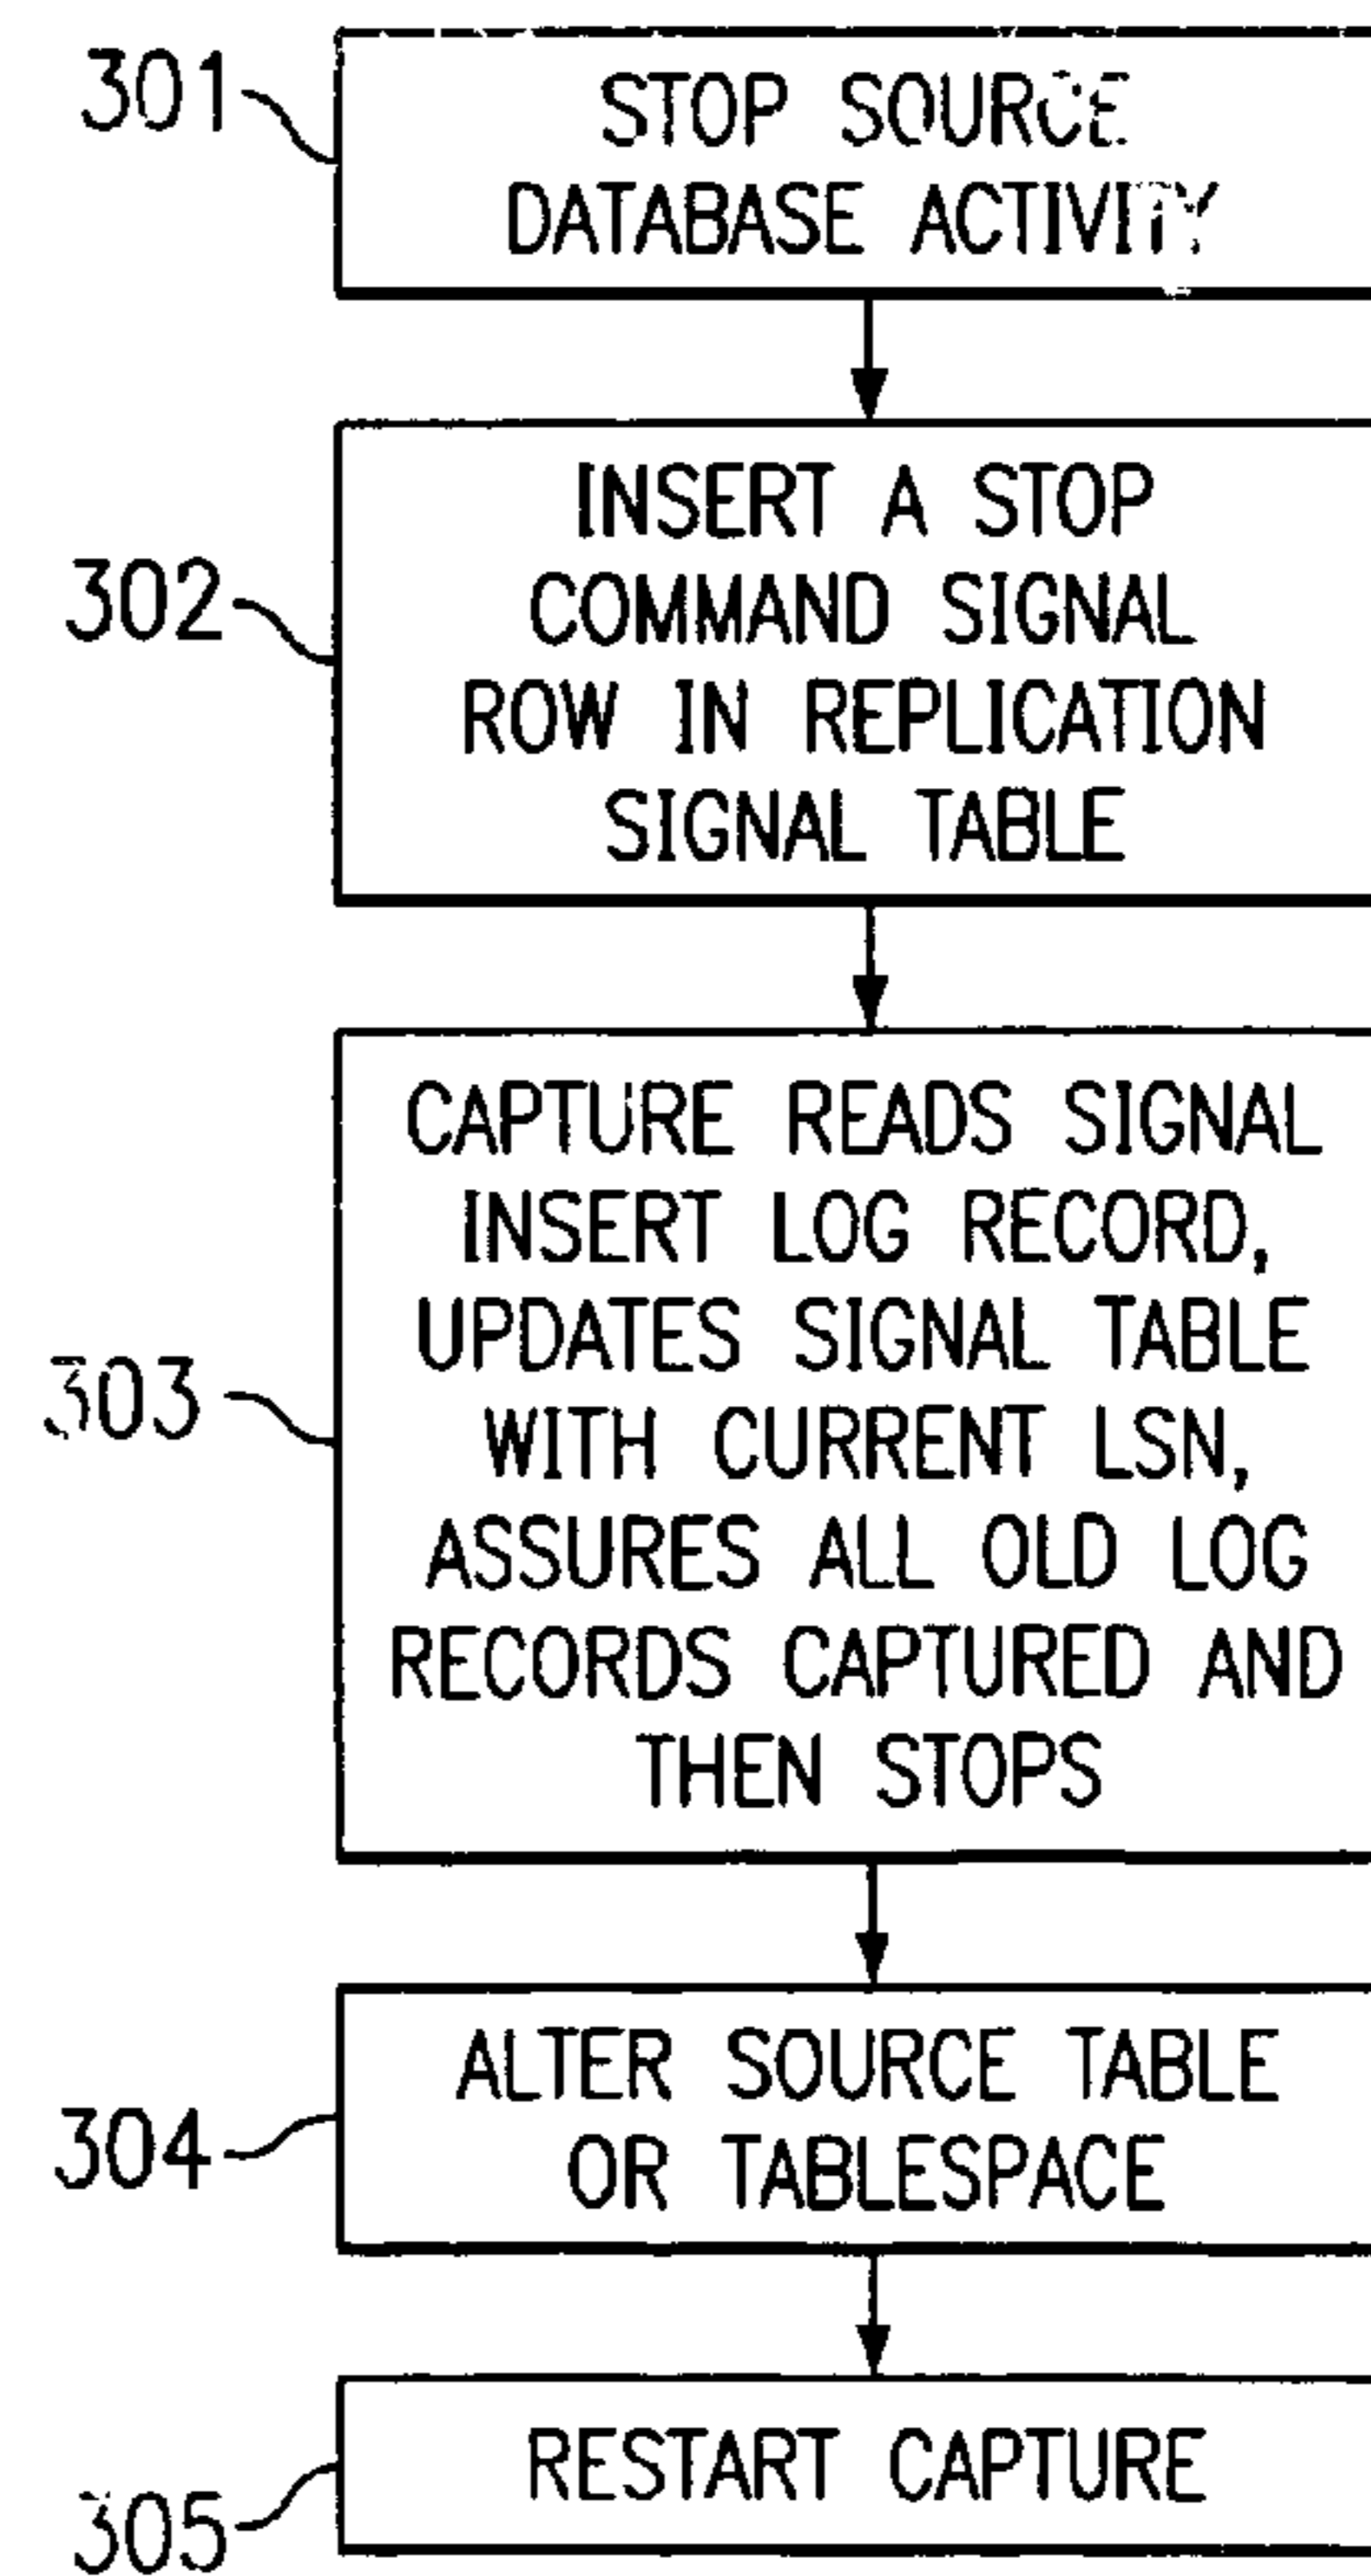 301
STOP SOURCE
DATABASE ACTIVITY
302
INSERT A STOP
COMMAND SIGNAL
ROW IN REPLICATION
SIGNAL TABLE
303
CAPTURE READS SIGNAL
INSERT LOG RECORD,
UPDATES SIGNAL TABLE
WITH CURRENT LSN,
ASSURES ALL OLD LOG
RECORDS CAPTURED AND
THEN STOPS
304
ALTER SOURCE TABLE
OR TABLESPACE
305
RESTART CAPTURE